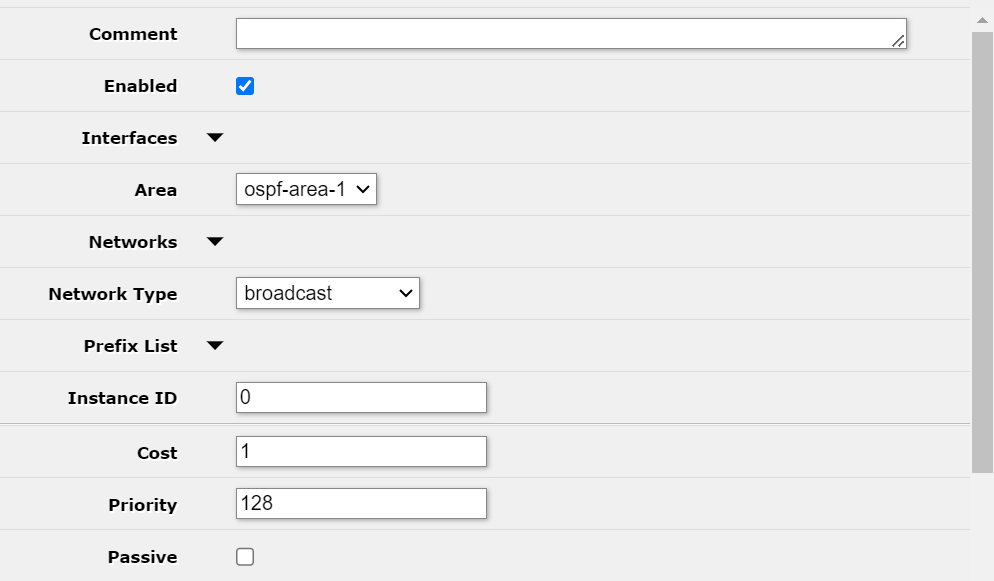 Comment
Enabled
Interfaces
Area ospf-area-1
Networks
Network Type broadcast
Prefix List
Instance ID 0
Cost 1
Priority 128
Passive